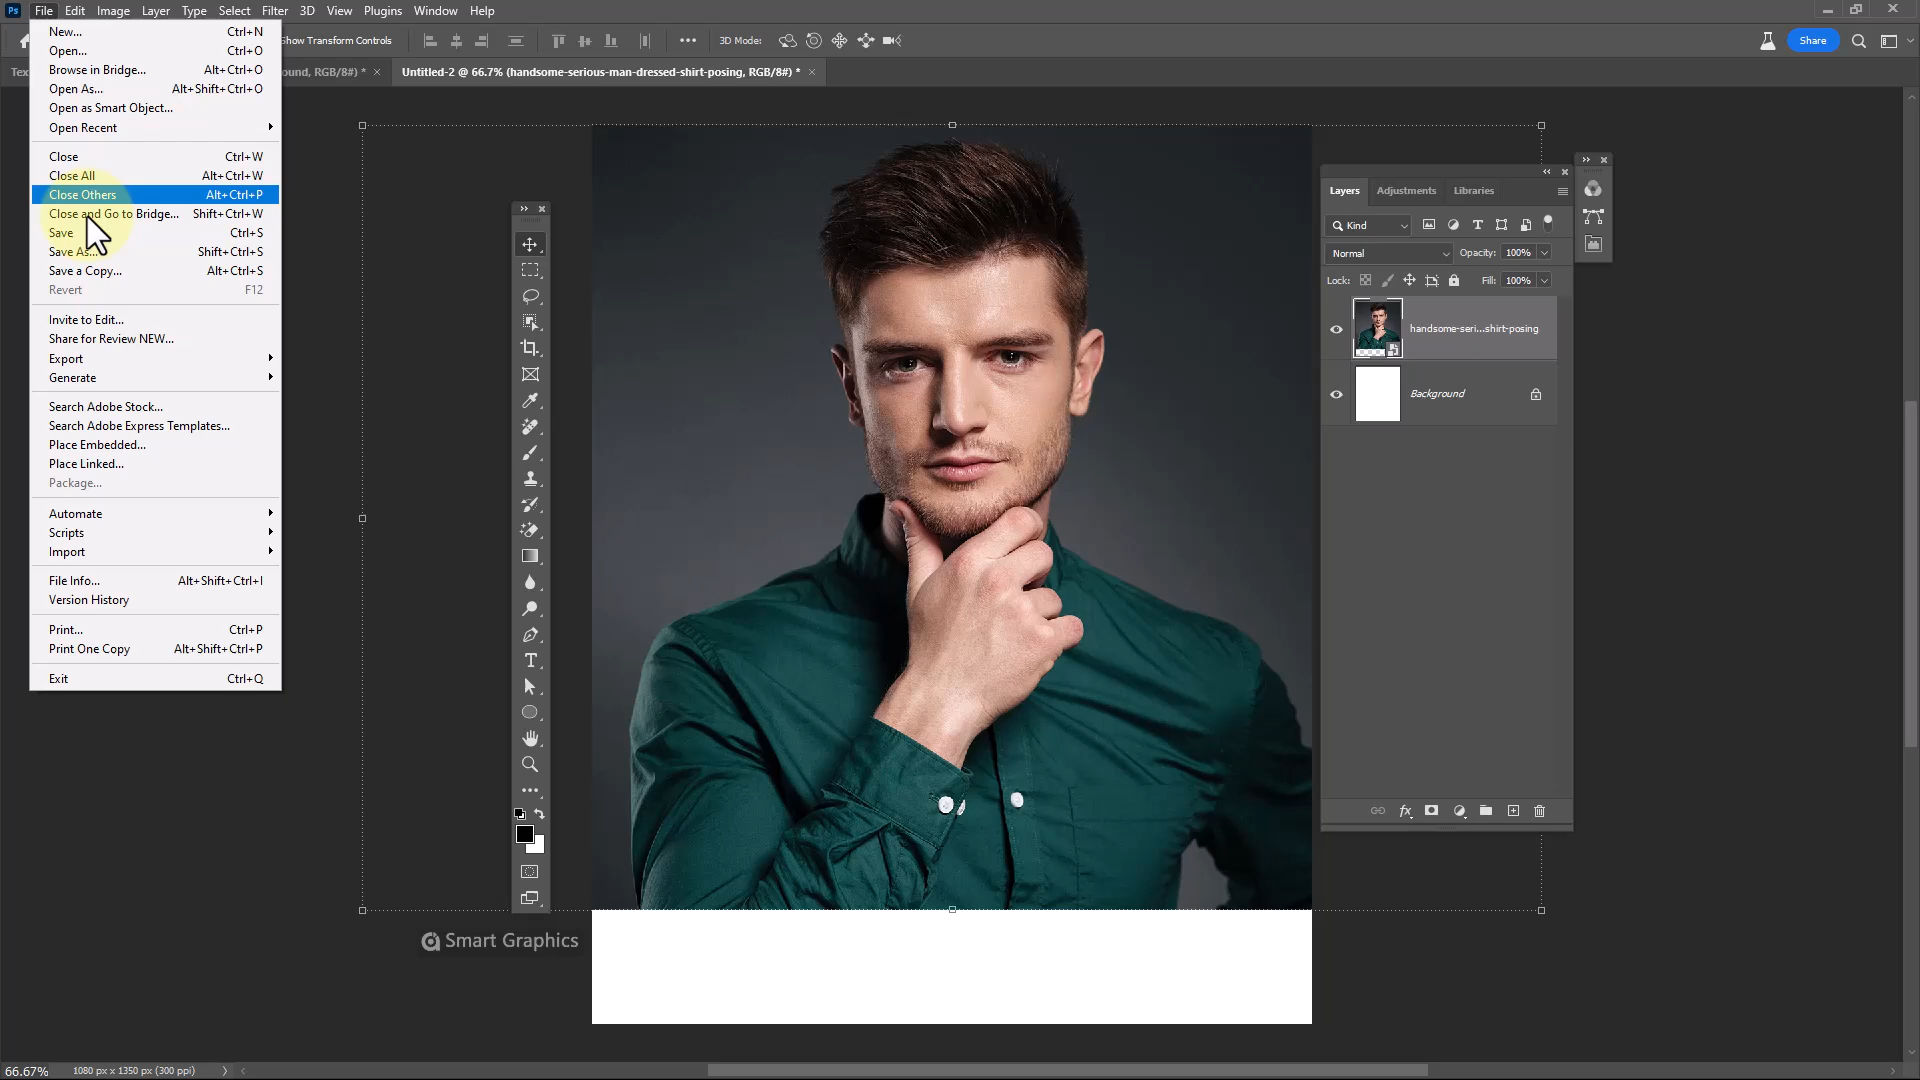 Ps File Edit Image Layer Type Select Filter 3D View Plugins Window Help
Show Transform Controls
3D Mode:
Share
Tex
ound, RGB/8#) * ×
Untitled-2 @ 66.7% (handsome-serious-man-dressed-shirt-posing, RGB/8#) * ×
New... Ctrl+N
Open... Ctrl+O
Browse in Bridge... Alt+Ctrl+O
Open As... Alt+Shift+Ctrl+O
Open as Smart Object...
Open Recent
Close Ctrl+W
Close All Alt+Ctrl+W
Close Others Alt+Ctrl+P
Close and Go to Bridge... Shift+Ctrl+W
Save Ctrl+S
Save As... Shift+Ctrl+S
Save a Copy... Alt+Ctrl+S
Revert F12
Invite to Edit...
Share for Review NEW...
Export
Generate
Search Adobe Stock...
Search Adobe Express Templates...
Place Embedded...
Place Linked...
Package...
Automate
Scripts
Import
File Info... Alt+Shift+Ctrl+I
Version History
Print... Ctrl+P
Print One Copy Alt+Shift+Ctrl+P
Exit Ctrl+Q
Layers Adjustments Libraries
Kind
Normal Opacity: 100%
Lock: Fill: 100%
handsome-seri...shirt-posing
Background
Smart Graphics
66.67% 1080 px x 1350 px (300 ppi)